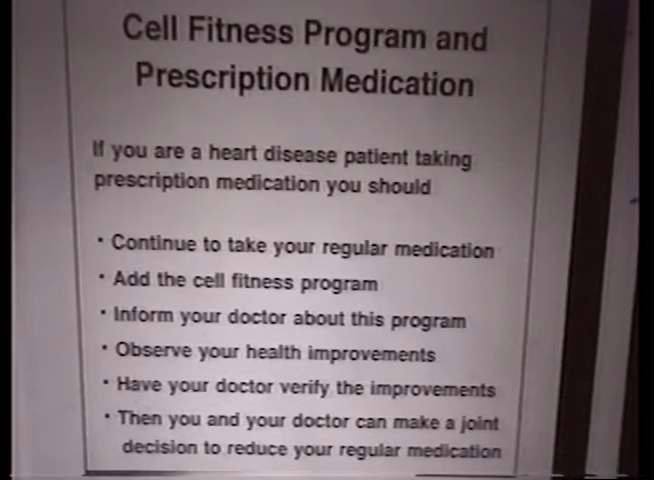 Cell Fitness Program and
Prescription Medication
If you are a heart disease patient taking
prescription medication you should
• Continue to take your regular medication
• Add the cell fitness program
• Inform your doctor about this program
• Observe your health improvements
• Have your doctor verify the improvements
• Then you and your doctor can make a joint
decision to reduce your regular medication